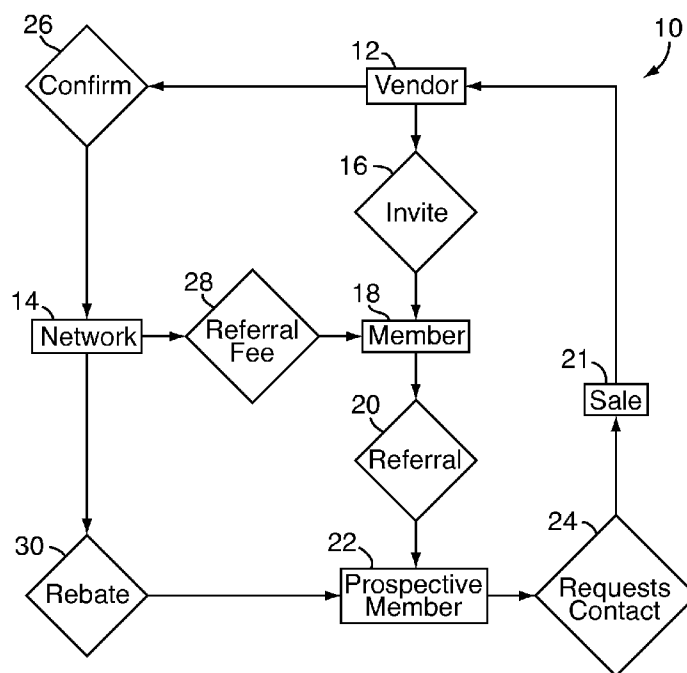 26
10
12
Confirm
Vendor
16
Invite
14
28
18
Network
Referral
Fee
Member
21
Sale
20
Referral
30
22
24
Rebate
Prospective
Member
Requests
Contact